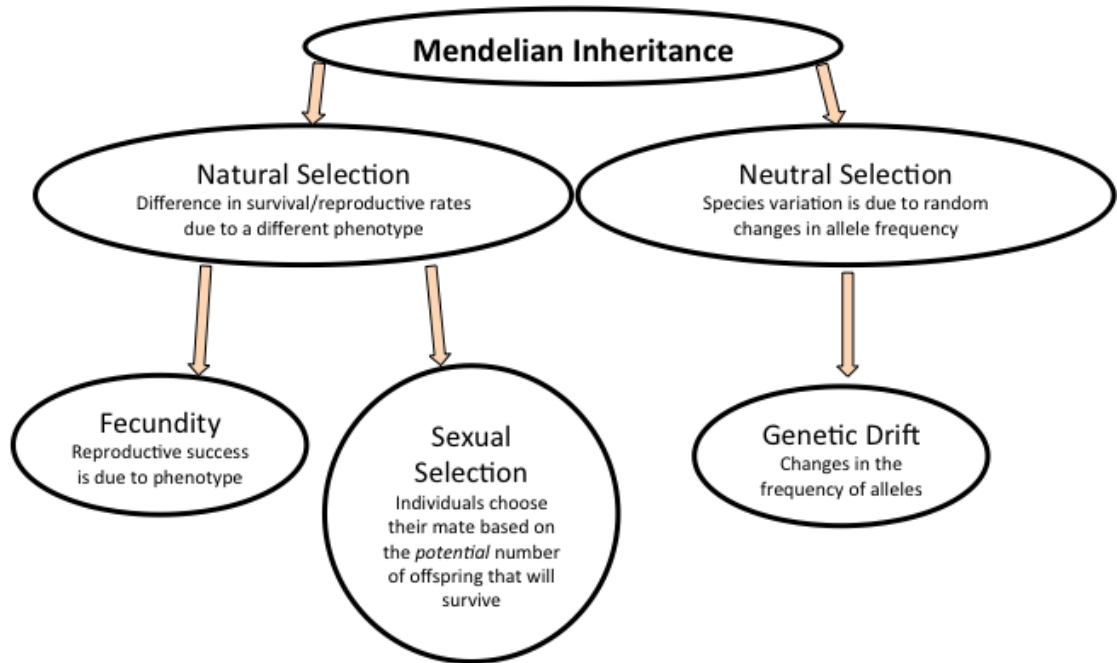 Mendelian Inheritance
Natural Selection
Difference in survival/reproductive rates
due to a different phenotype
Neutral Selection
Species variation is due to random
changes in allele frequency
Fecundity
Reproductive success
is due to phenotype
Sexual
Selection
Individuals choose
their mate based on
the potential number
of offspring that will
survive
Genetic Drift
Changes in the
frequency of alleles